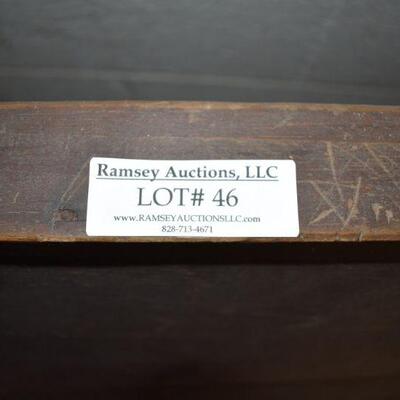 Ramsey Auctions, LLC
LOT# 46
www.RAMSEYAUCTIONSLLC.com
828-713-4671